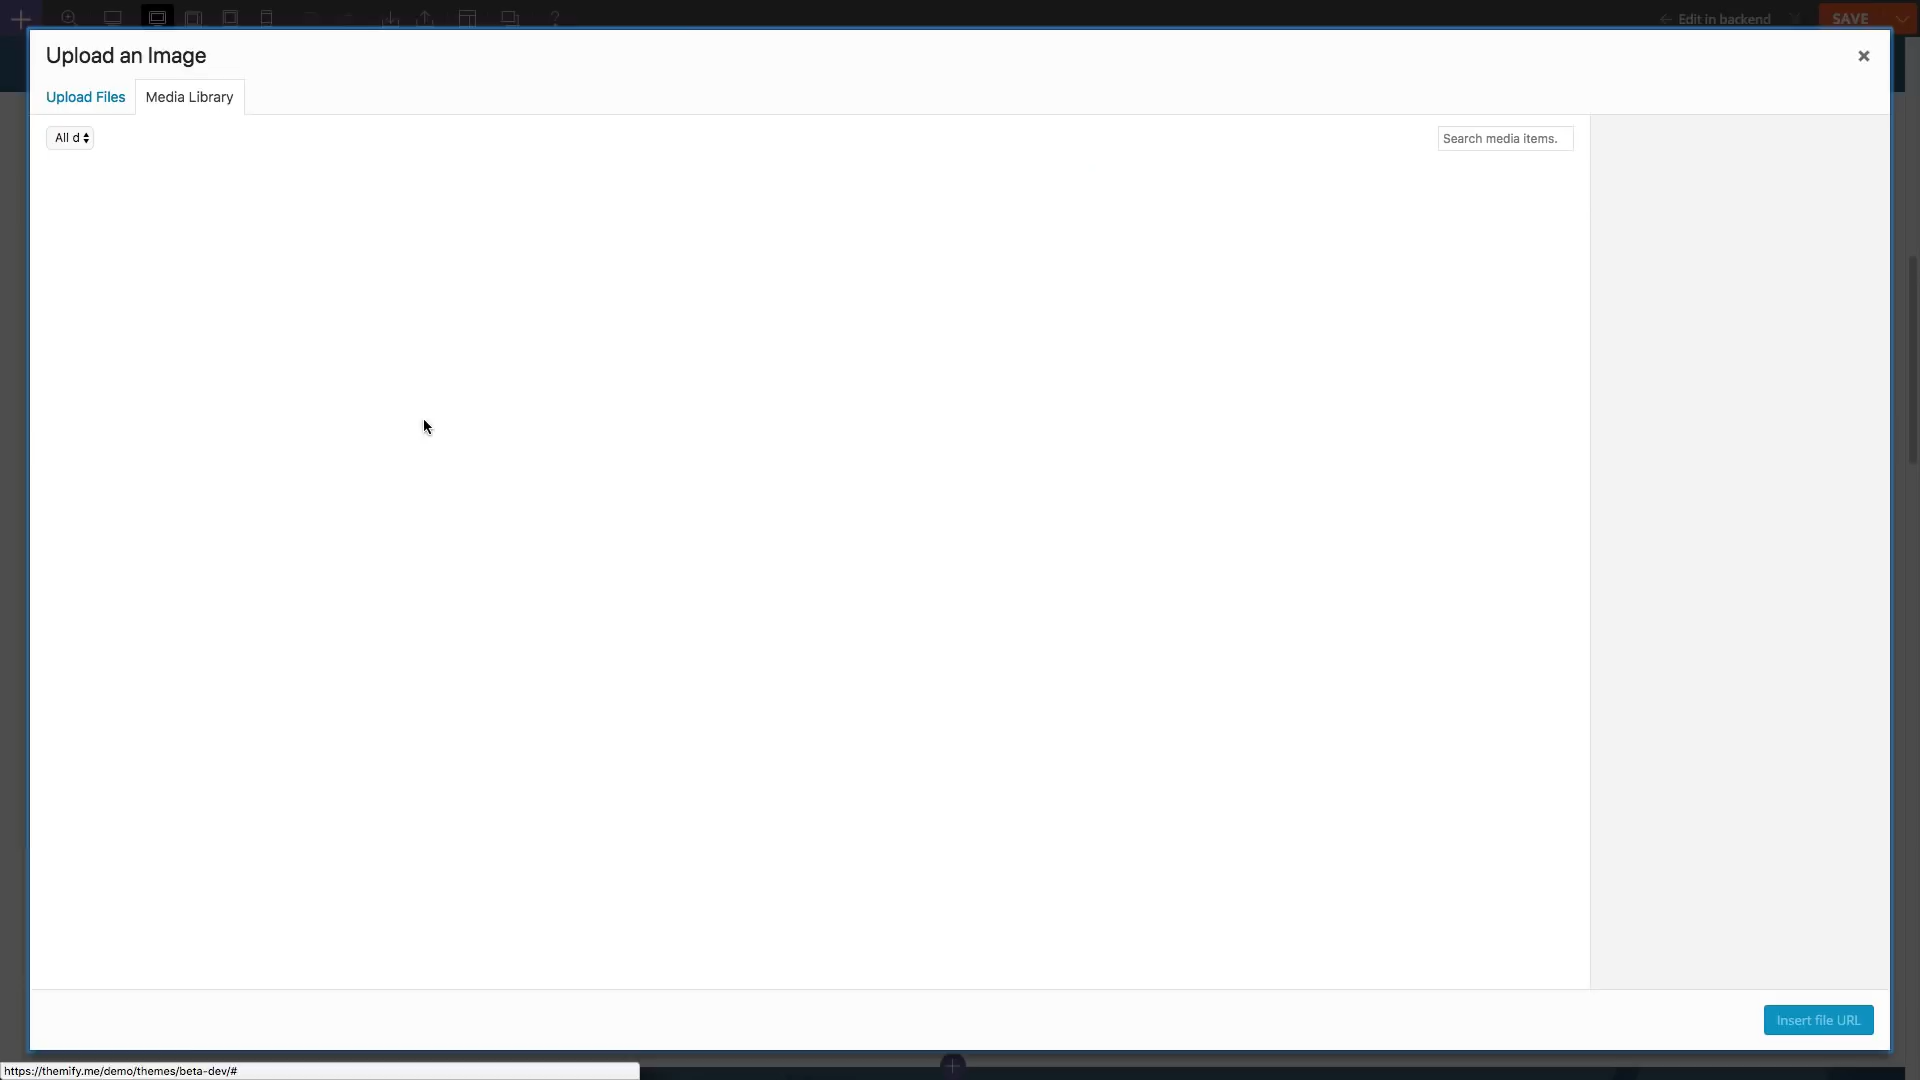 Edit in backend
SAVE
Upload an Image
Upload Files
Media Library
All d
Search media items.
Insert file URL
https://themify.me/demo/themes/beta-dev/#